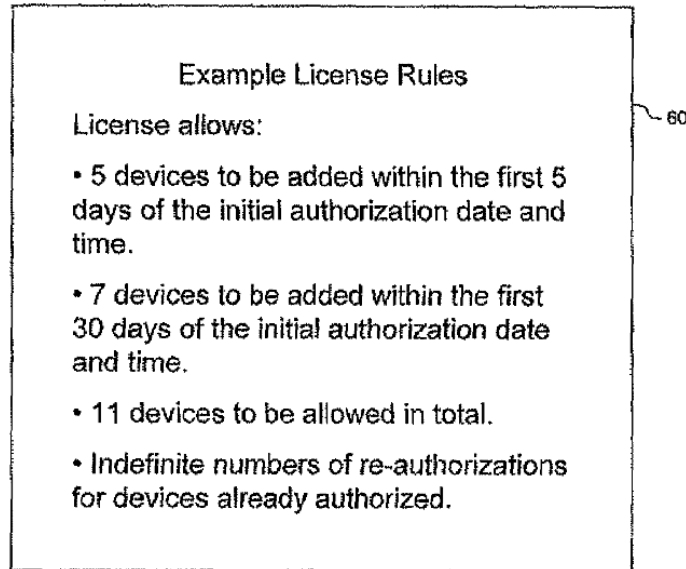 Example License Rules
60
License allows:
• 5 devices to be added within the first 5
days of the initial authorization date and
time.
• 7 devices to be added within the first
30 days of the initial authorization date
and time.
• 11 devices to be allowed in total.
• Indefinite numbers of re-authorizations
for devices already authorized.